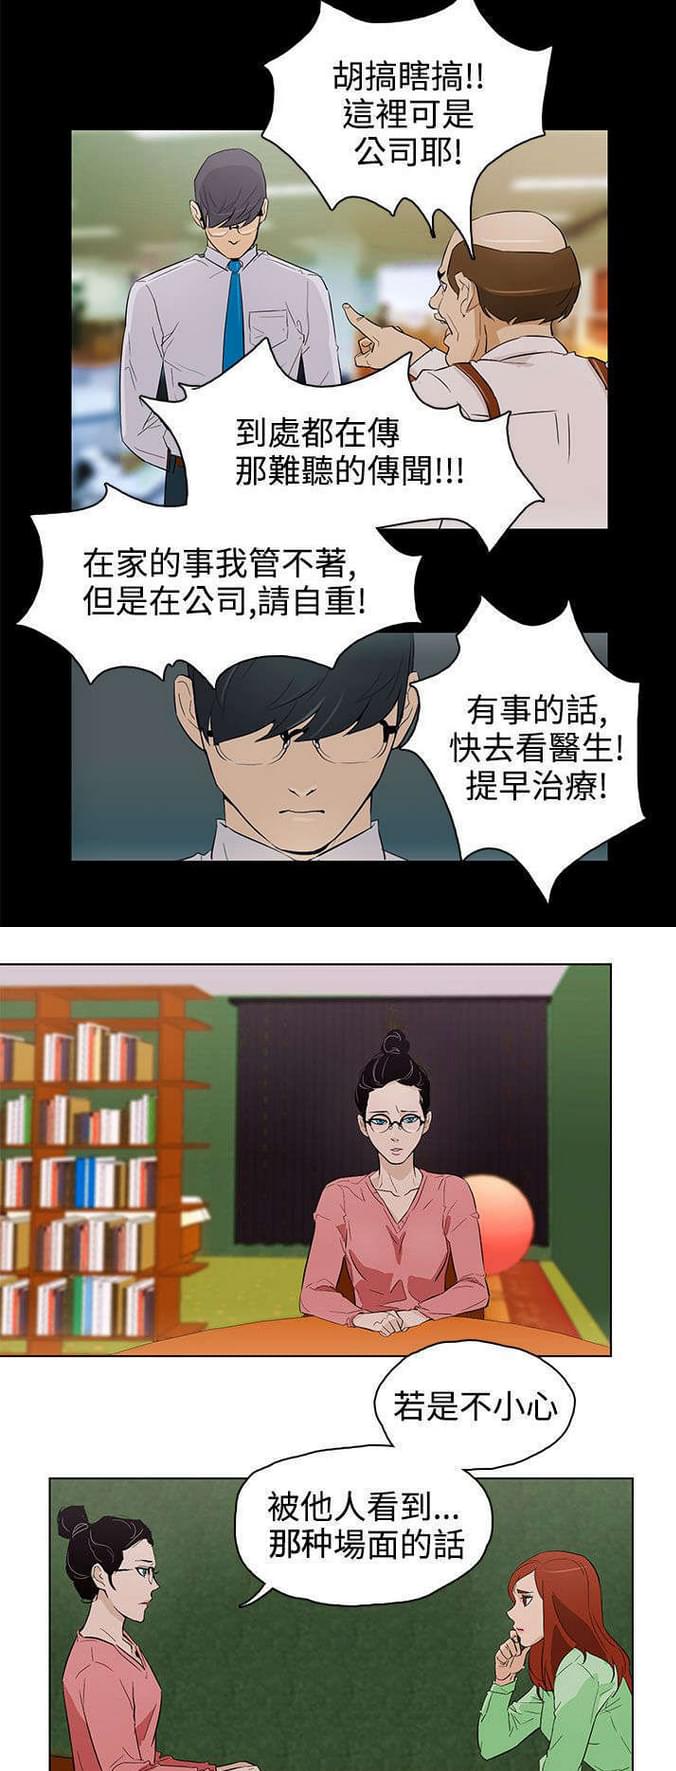 胡搞瞎搞!!
這裡可是
公司耶!
到處都在傳
那難聽的傳聞!!!
在家的事我管不著,
但是在公司,請自重!
有事的話,
快去看醫生!
提早治療!
若是不小心
被他人看到...
那种場面的話